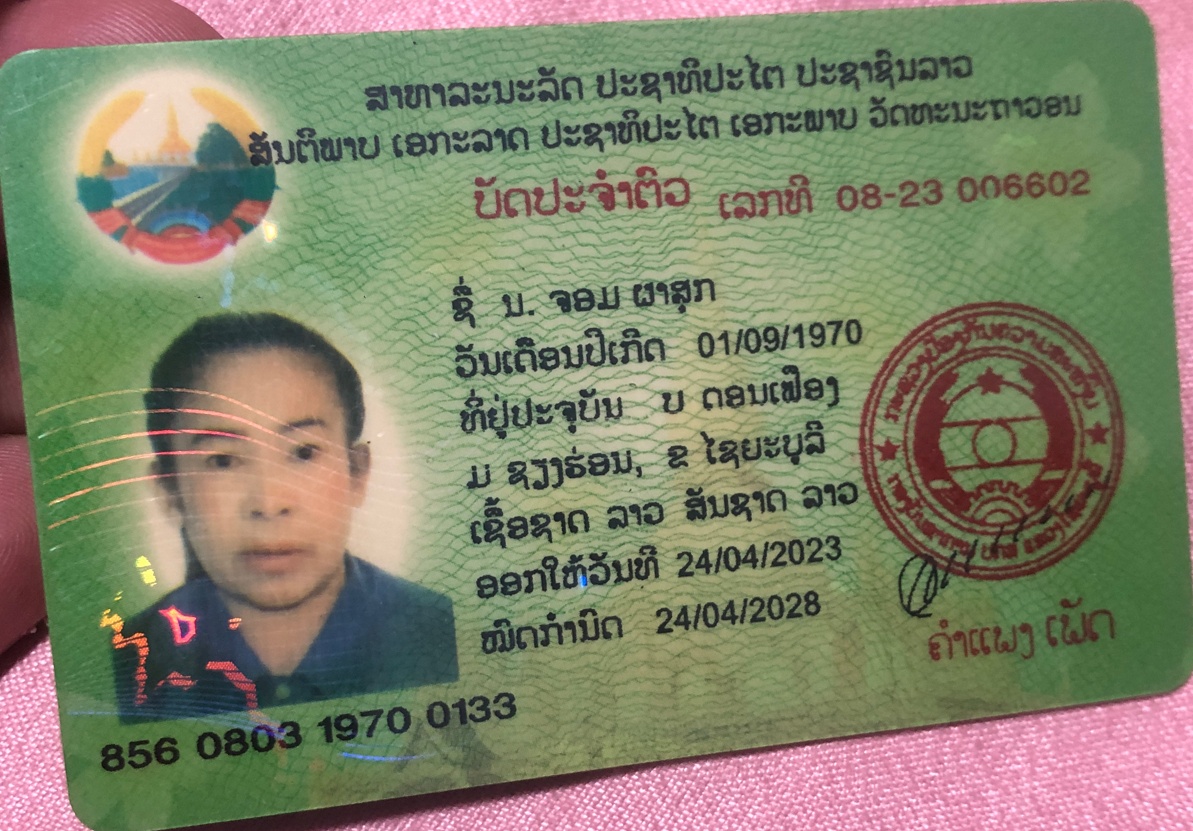 ສາທາລະນະລັດ ປະຊາທິປະໄຕ ປະຊາຊົນລາວ
ສັນຕິພາບ ເອກະລາດ ປະຊາທິປະໄຕ ເອກະພາບ ວັດທະນະຖາວອນ
ບັດປະຈຳຕົວ ເລກທີ 08-23 006602
ຊື່ ນ. ຈອມ ຜາສຸກ
ວັນເດືອນປີເກີດ 01/09/1970
ທີ່ຢູ່ປະຈຸບັນ ບ ດອນເຟືອງ
ມ ຊຽງຮ່ອນ, ຂ ໄຊຍະບູລີ
ເຊື້ອຊາດ ລາວ ສັນຊາດ ລາວ
ອອກໃຫ້ວັນທີ 24/04/2023
ໝົດກຳນົດ 24/04/2028
ຄຳແພງ ເພັດ
856 0803 1970 0133